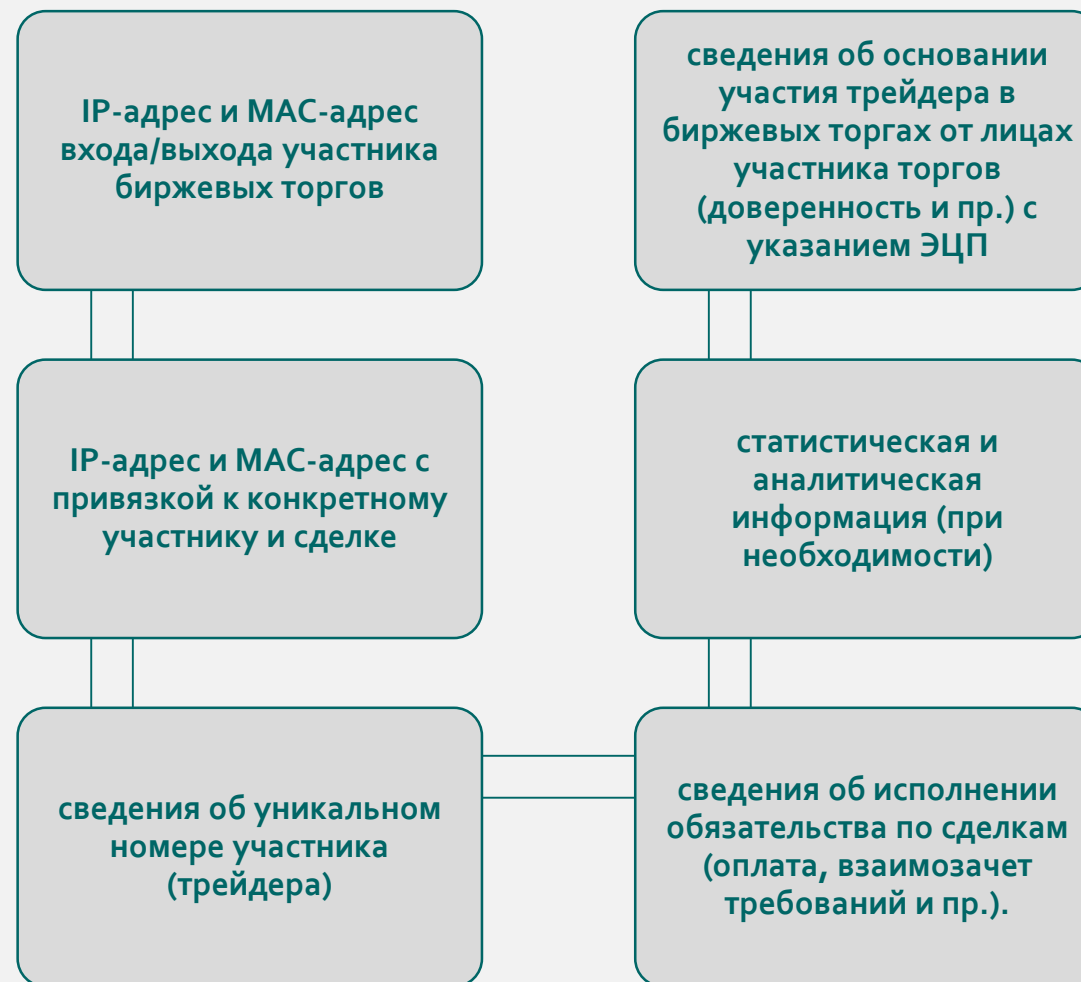 IP-адрес и MAC-адрес
входа/выхода участника
биржевых торгов
IP-адрес и MAC-адрес с
привязкой к конкретному
участнику и сделке
сведения об уникальном
номере участника
(трейдера)
сведения об исполнении
обязательства по сделкам
(оплата, взаимозачет
требований и пр.).
статистическая и
аналитическая
информация (при
необходимости)
сведения об основании
участия трейдера в
биржевых торгах от лицах
участника торгов
(доверенность и пр.) с
указанием ЭЦП